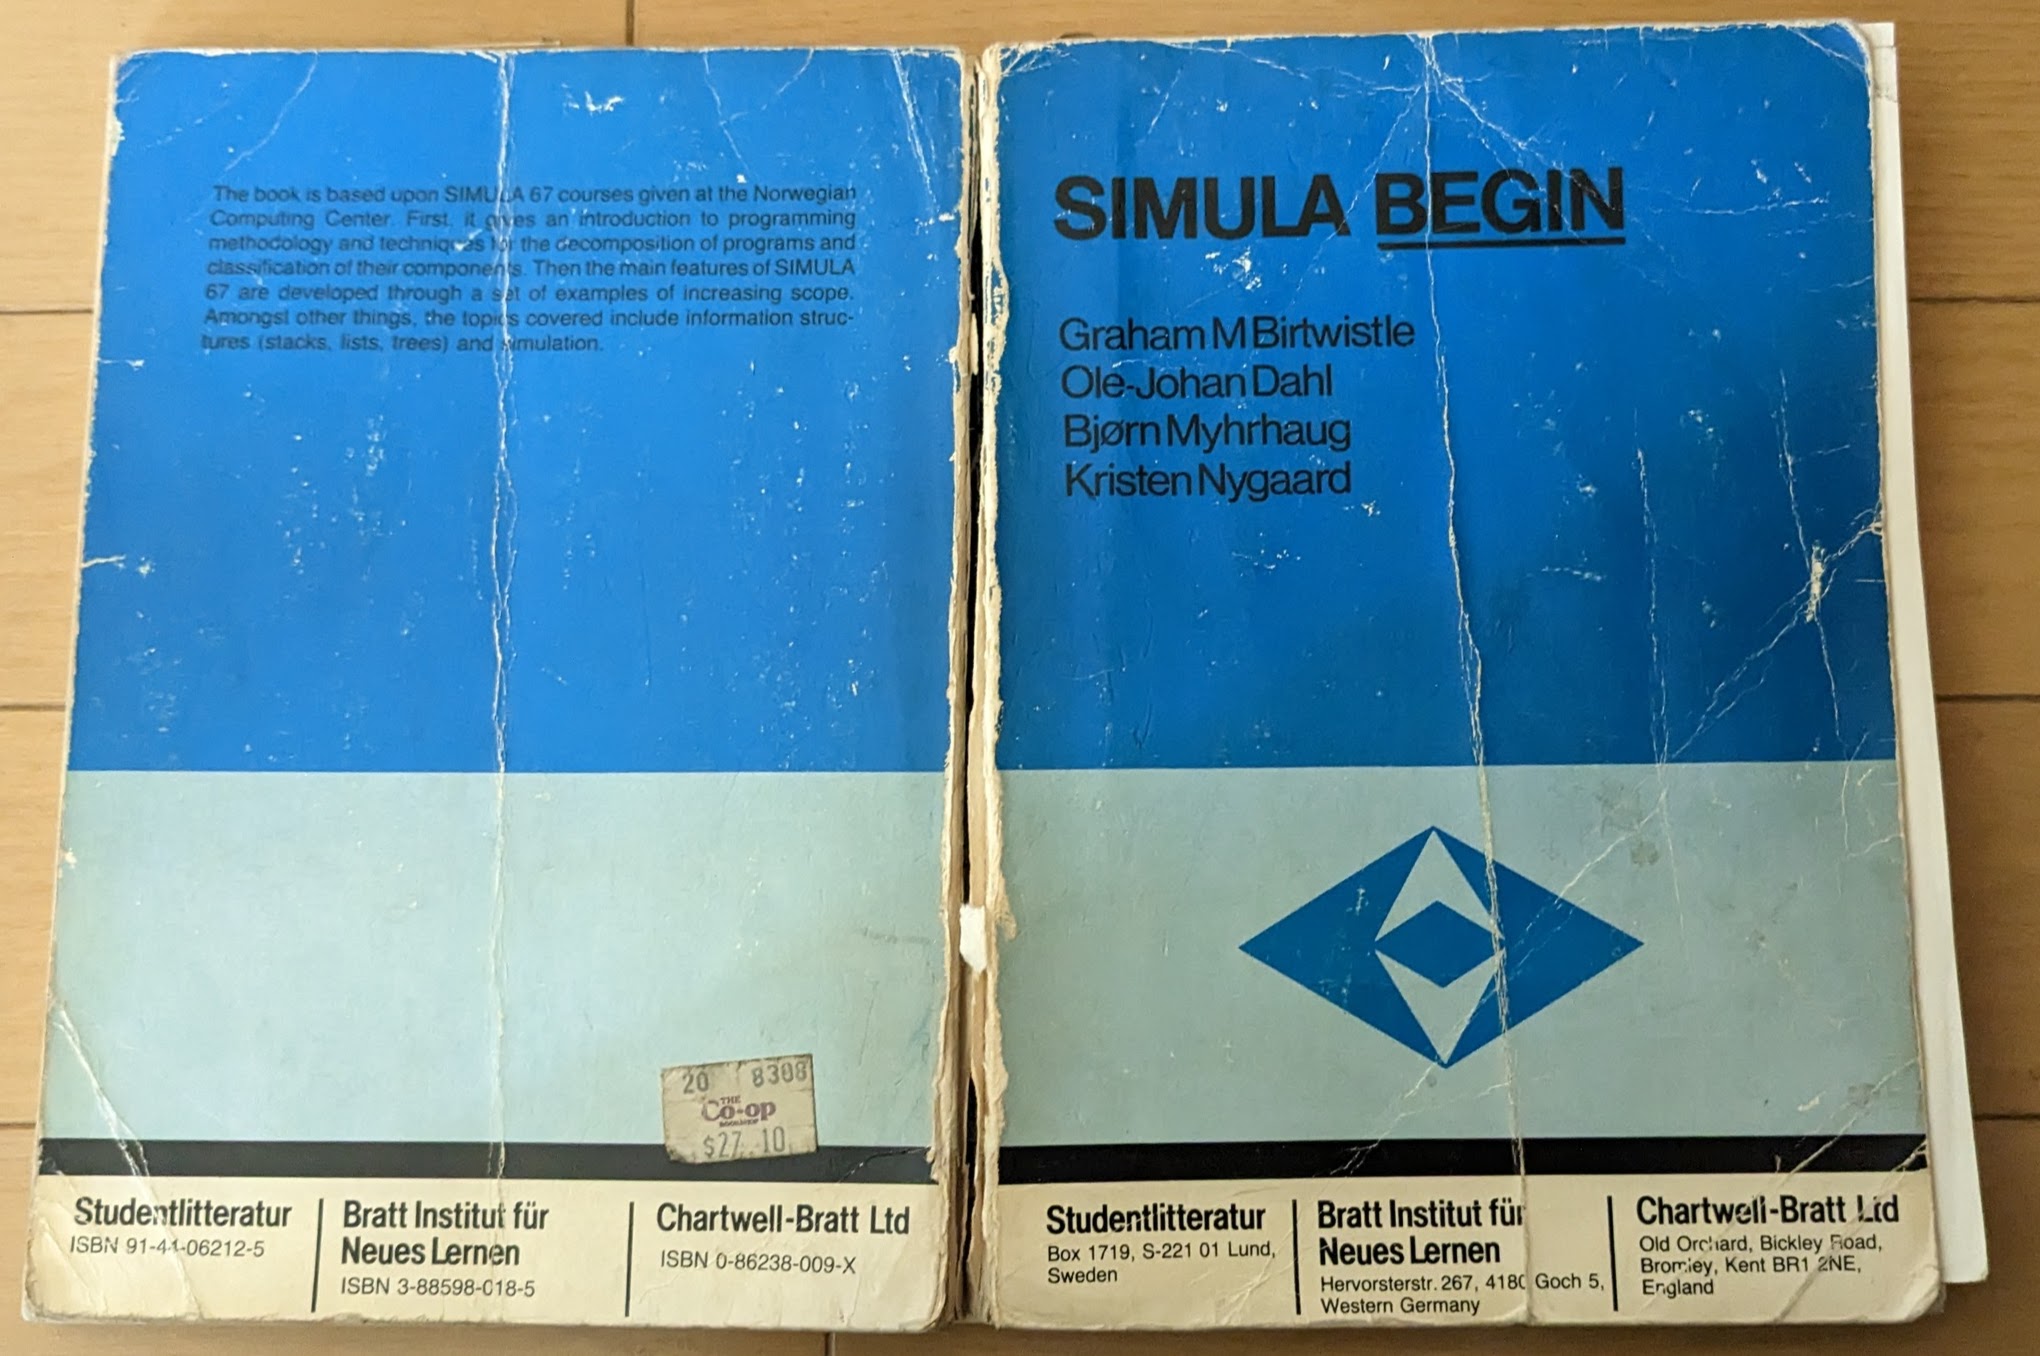 The book is based upon SIMULA 67 courses given at the Norwegian
Computing Center. First, it gives an introduction to programming
methodology and techniques for the decomposition of programs and
classification of their components. Then the main features of SIMULA
67 are developed through a set of examples of increasing scope.
Amongst other things, the topics covered include information struc-
tures (stacks, lists, trees) and simulation.
20 8308
THE
Co-op
BOOKSTORE
$27.10
Studentlitteratur
ISBN 91-44-06212-5
Bratt Institut für
Neues Lernen
ISBN 3-88598-018-5
Chartwell-Bratt Ltd
ISBN 0-86238-009-X
SIMULA BEGIN
Graham M Birtwistle
Ole-Johan Dahl
Bjørn Myhrhaug
Kristen Nygaard
Studentlitteratur
Box 1719, S-221 01 Lund,
Sweden
Bratt Institut für
Neues Lernen
Hervorsterstr. 267, 4180 Goch 5,
Western Germany
Chartwell-Bratt Ltd
Old Orchard, Bickley Road,
Bromley, Kent BR1 2NE,
England